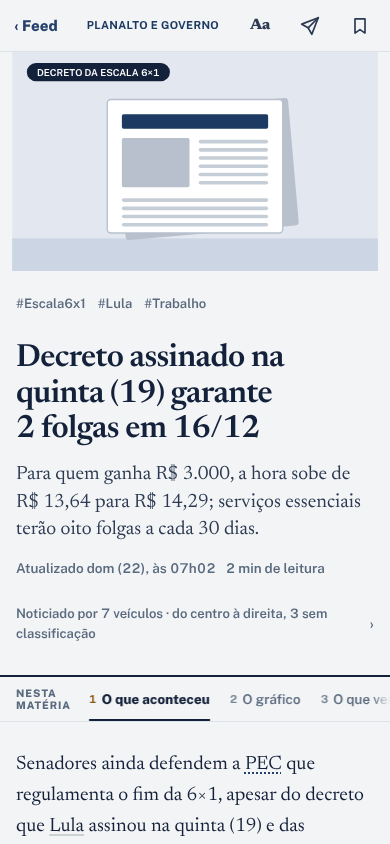 ‹ Feed PLANALTO E GOVERNO Aa
DECRETO DA ESCALA 6×1
#Escala6x1 #Lula #Trabalho
Decreto assinado na
quinta (19) garante
2 folgas em 16/12
Para quem ganha R$ 3.000, a hora sobe de
R$ 13,64 para R$ 14,29; serviços essenciais
terão oito folgas a cada 30 dias.
Atualizado dom (22), às 07h02 2 min de leitura
Noticiado por 7 veículos · do centro à direita, 3 sem
classificação ›
NESTA
MATÉRIA
1 O que aconteceu 2 O gráfico 3 O que ve
Senadores ainda defendem a PEC que
regulamenta o fim da 6×1, apesar do decreto
que Lula assinou na quinta (19) e das